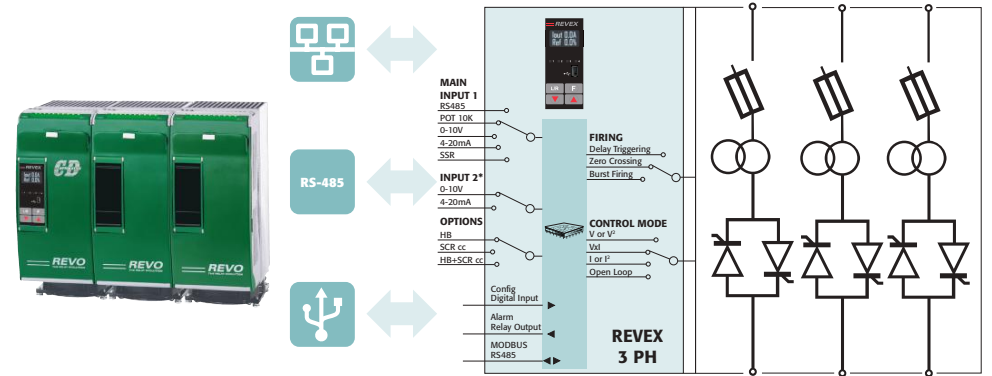 REVEX
Iout 0.0A
Ref 0.0%
L/R F
MAIN
INPUT 1
RS485
POT 10K
0-10V
4-20mA
SSR
INPUT 2*
0-10V
4-20mA
OPTIONS
HB
SCR cc
HB+SCR cc
Config
Digital Input
Alarm
Relay Output
MODBUS
RS485
FIRING
Delay Triggering
Zero Crossing
Burst Firing
CONTROL MODE
V or V²
VxI
I or I²
Open Loop
REVEX
3 PH
RS-485
REVEX
CD
REVO
REVO
REVO